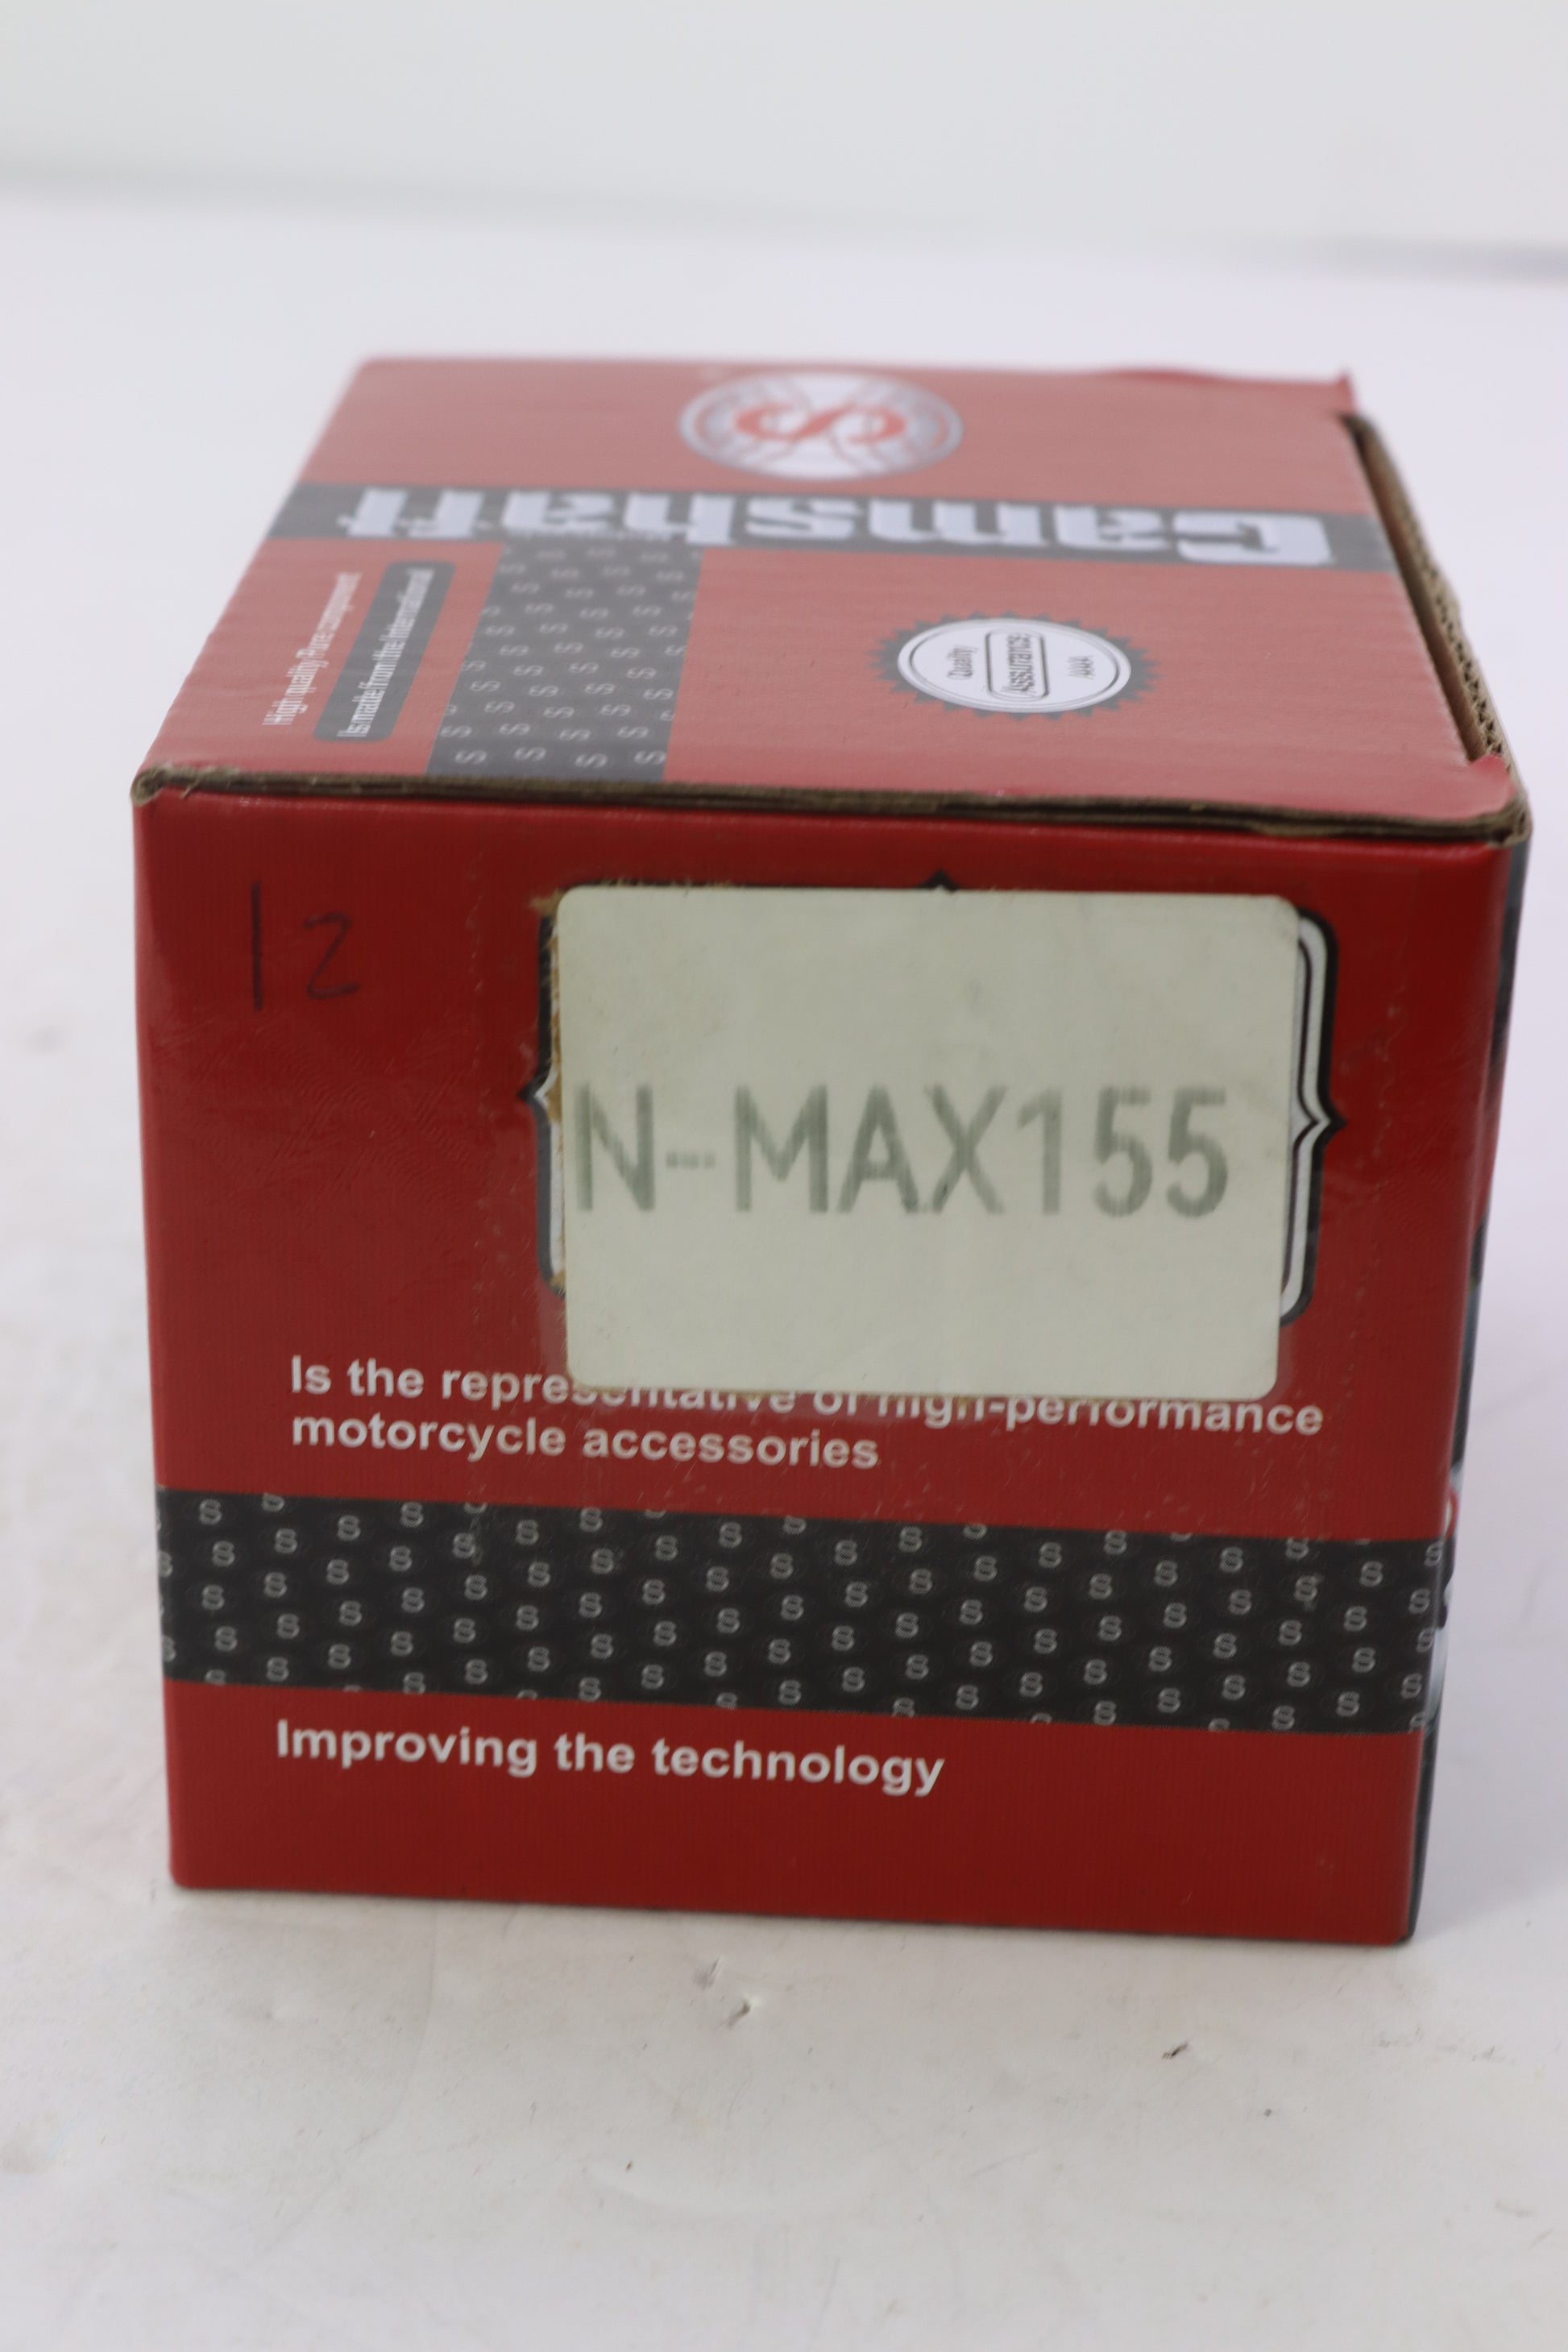 S
Camshaft
Quality
Assurance
AAAA
High quality Pure component
Is made from the International
12
N-MAX155
Is the representative of high-performance
motorcycle accessories
Improving the technology